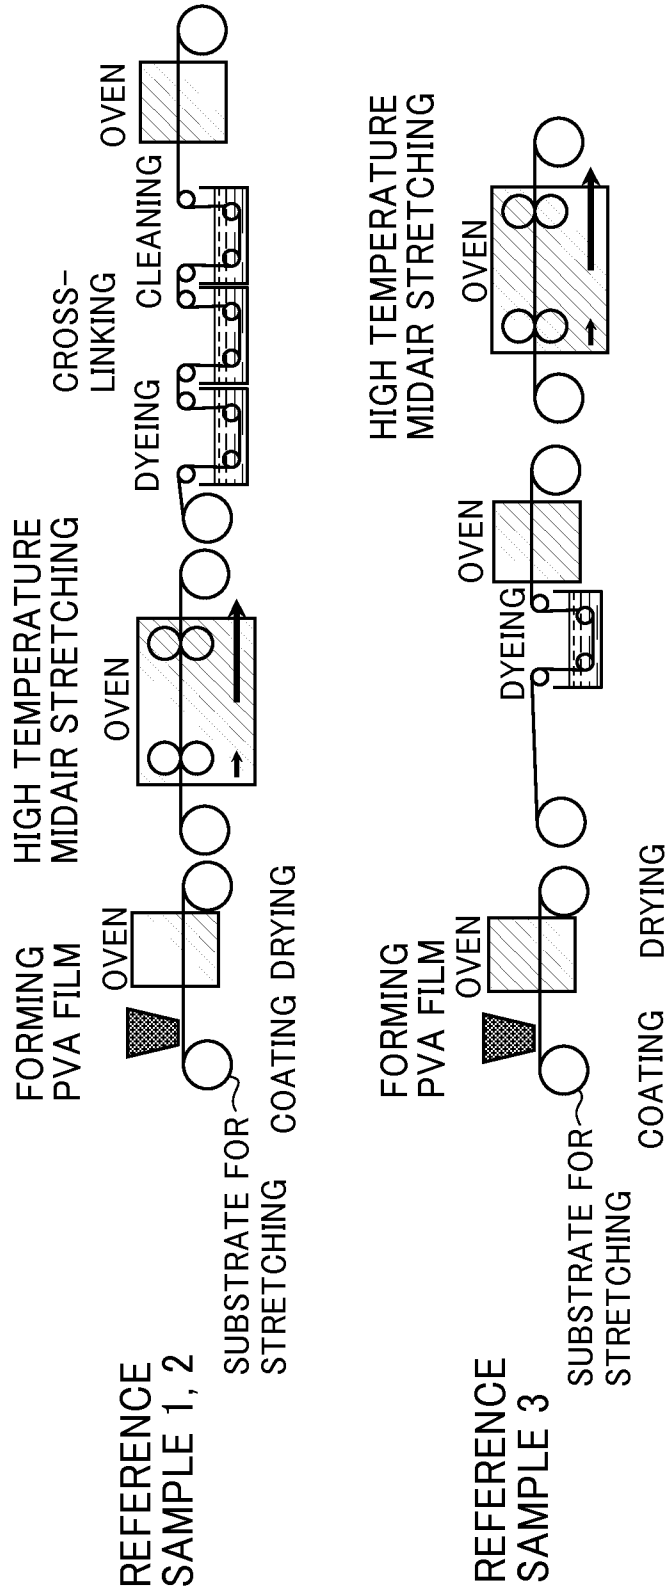 REFERENCE
SAMPLE 1, 2
FORMING
PVA FILM
OVEN
SUBSTRATE FOR
STRETCHING
COATING DRYING
HIGH TEMPERATURE
MIDAIR STRETCHING
OVEN
DYEING
CROSS-
LINKING
CLEANING
OVEN
REFERENCE
SAMPLE 3
FORMING
PVA FILM
OVEN
SUBSTRATE FOR
STRETCHING
COATING DRYING
DYEING
OVEN
HIGH TEMPERATURE
MIDAIR STRETCHING
OVEN